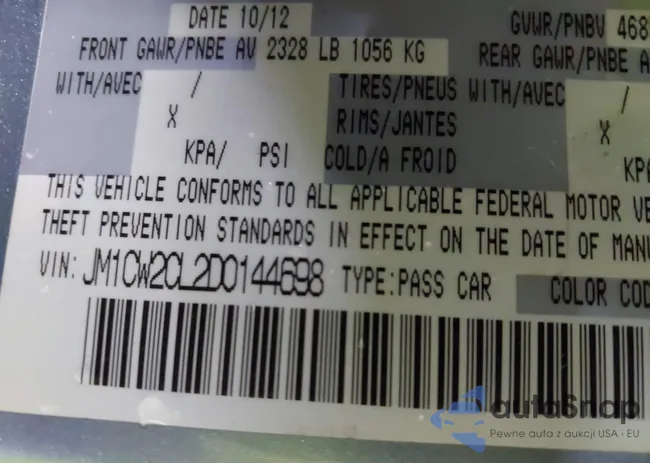 DATE 10/12 GVWR/PNBV 468
FRONT GAWR/PNBE AV 2328 LB 1056 KG REAR GAWR/PNBE A
WITH/AVEC / TIRES/PNEUS WITH/AVEC /
X RIMS/JANTES X
KPA/ PSI COLD/A FROID KPA
THIS VEHICLE CONFORMS TO ALL APPLICABLE FEDERAL MOTOR VE
THEFT PREVENTION STANDARDS IN EFFECT ON THE DATE OF MANU
VIN: JM1CW2CL2D0144698 TYPE:PASS CAR COLOR COD
autoSnap
Pewne auta z aukcji USA i EU